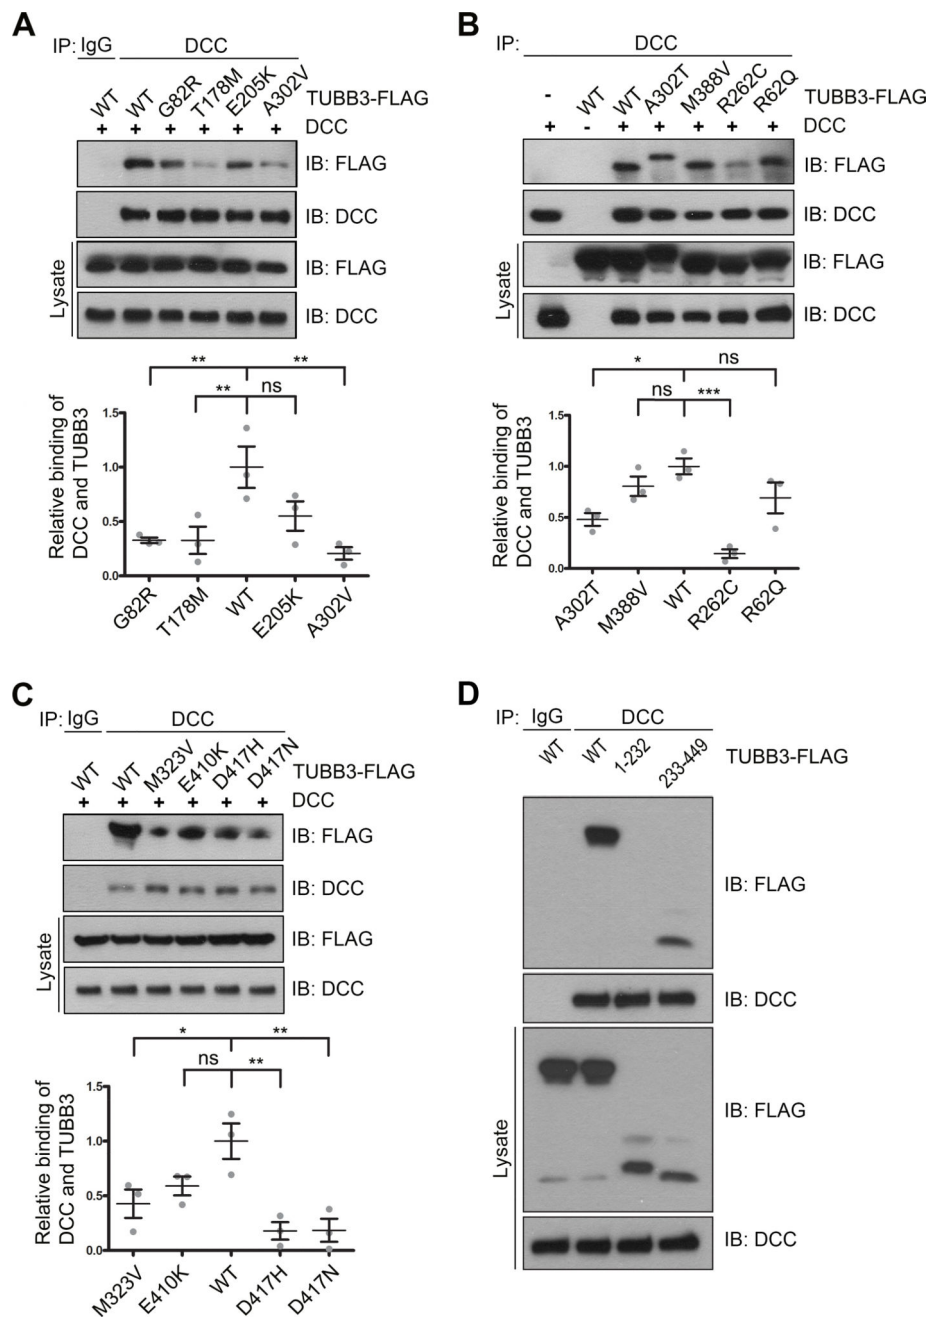 A
IP: IgG DCC
WT WT G82R T178M E205K A302V TUBB3-FLAG
+ + + + + + DCC
IB: FLAG
IB: DCC
Lysate
IB: FLAG
IB: DCC
** **
** ns
Relative binding of
DCC and TUBB3
1.5
1.0
0.5
0.0
G82R T178M WT E205K A302V
B
IP: DCC
- WT WT A302T M388V R262C R62Q TUBB3-FLAG
+ - + + + + + DCC
IB: FLAG
IB: DCC
Lysate
IB: FLAG
IB: DCC
* ns
ns ***
Relative binding of
DCC and TUBB3
1.5
1.0
0.5
0.0
A302T M388V WT R262C R62Q
C
IP: IgG DCC
WT WT M323V E410K D417H D417N TUBB3-FLAG
+ + + + + + DCC
IB: FLAG
IB: DCC
Lysate
IB: FLAG
IB: DCC
* **
ns **
Relative binding of
DCC and TUBB3
1.5
1.0
0.5
0.0
M323V E410K WT D417H D417N
D
IP: IgG DCC
WT WT 1-232 233-449 TUBB3-FLAG
IB: FLAG
IB: DCC
Lysate
IB: FLAG
IB: DCC